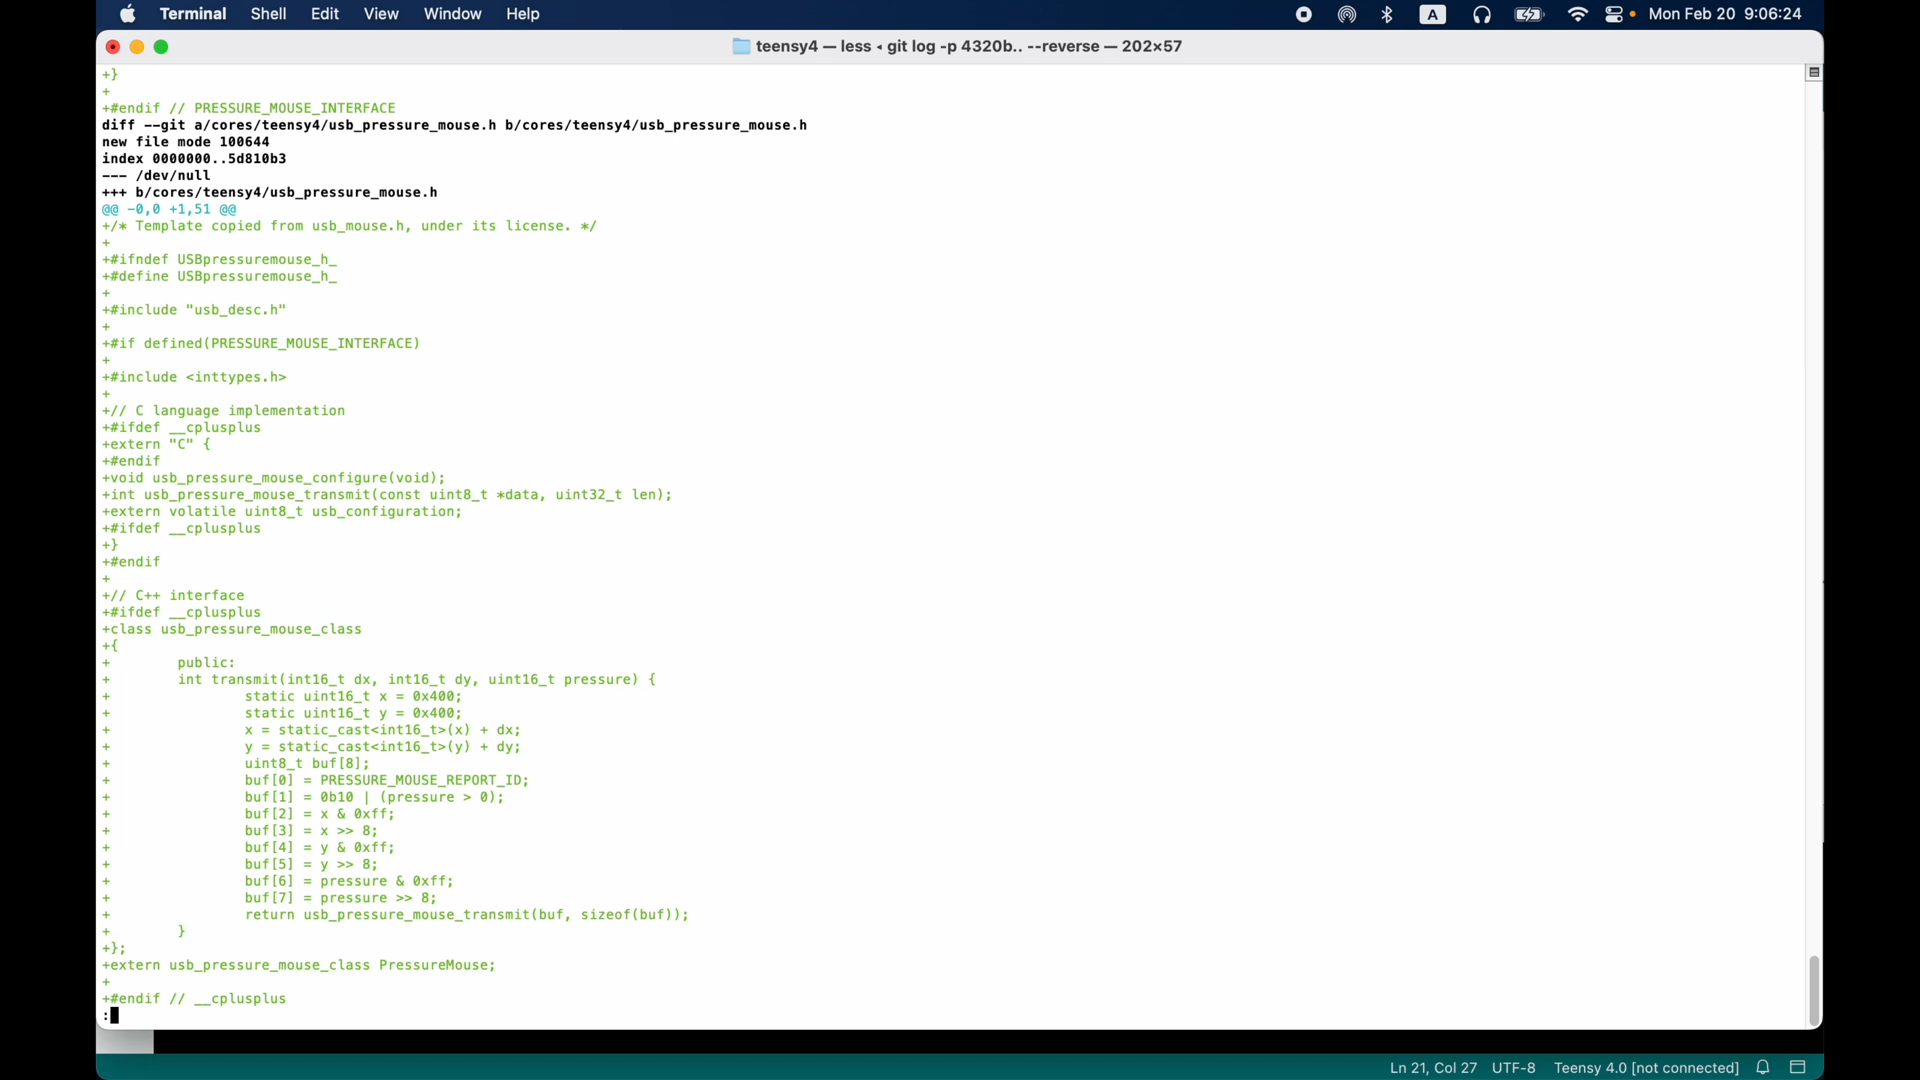 Terminal Shell Edit View Window Help A Mon Feb 20 9:06:24
teensy4 — less ◂ git log -p 4320b.. --reverse — 202×57
+}
+
+#endif // PRESSURE_MOUSE_INTERFACE
diff --git a/cores/teensy4/usb_pressure_mouse.h b/cores/teensy4/usb_pressure_mouse.h
new file mode 100644
index 0000000..5d810b3
--- /dev/null
+++ b/cores/teensy4/usb_pressure_mouse.h
@@ -0,0 +1,51 @@
+/* Template copied from usb_mouse.h, under its license. */
+
+#ifndef USBpressuremouse_h_
+#define USBpressuremouse_h_
+
+#include "usb_desc.h"
+
+#if defined(PRESSURE_MOUSE_INTERFACE)
+
+#include <inttypes.h>
+
+// C language implementation
+#ifdef __cplusplus
+extern "C" {
+#endif
+void usb_pressure_mouse_configure(void);
+int usb_pressure_mouse_transmit(const uint8_t *data, uint32_t len);
+extern volatile uint8_t usb_configuration;
+#ifdef __cplusplus
+}
+#endif
+
+// C++ interface
+#ifdef __cplusplus
+class usb_pressure_mouse_class
+{
+        public:
+        int transmit(int16_t dx, int16_t dy, uint16_t pressure) {
+                static uint16_t x = 0x400;
+                static uint16_t y = 0x400;
+                x = static_cast<int16_t>(x) + dx;
+                y = static_cast<int16_t>(y) + dy;
+                uint8_t buf[8];
+                buf[0] = PRESSURE_MOUSE_REPORT_ID;
+                buf[1] = 0b10 | (pressure > 0);
+                buf[2] = x & 0xff;
+                buf[3] = x >> 8;
+                buf[4] = y & 0xff;
+                buf[5] = y >> 8;
+                buf[6] = pressure & 0xff;
+                buf[7] = pressure >> 8;
+                return usb_pressure_mouse_transmit(buf, sizeof(buf));
+        }
+};
+extern usb_pressure_mouse_class PressureMouse;
+
+#endif // __cplusplus
:
Ln 21, Col 27 UTF-8 Teensy 4.0 [not connected]